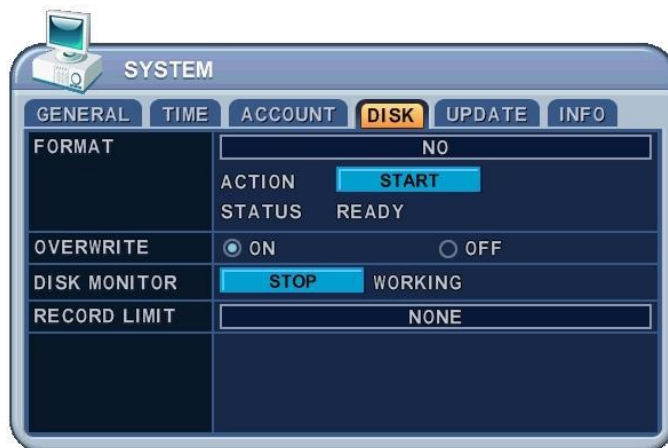 SYSTEM
GENERAL TIME ACCOUNT DISK UPDATE INFO
FORMAT NO
ACTION START
STATUS READY
OVERWRITE ON OFF
DISK MONITOR STOP WORKING
RECORD LIMIT NONE